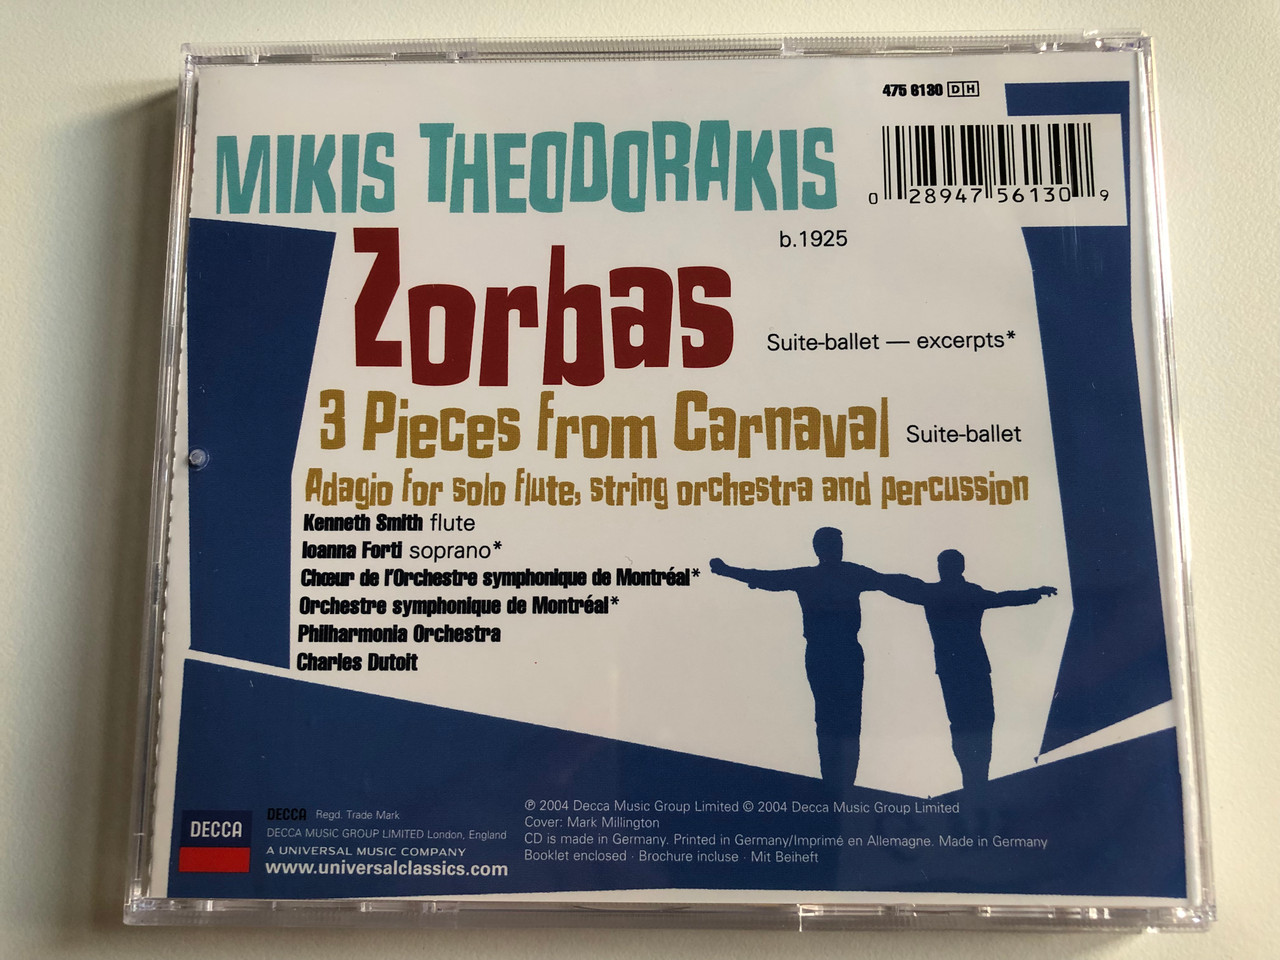 475 6130 DH
MIKIS THEODORAKIS
0 28947 56130 9
b.1925
Zorbas
Suite-ballet — excerpts*
3 Pieces from Carnaval Suite-ballet
Adagio for solo flute, string orchestra and percussion
Kenneth Smith flute
Ioanna Forti soprano*
Chœur de l'Orchestre symphonique de Montréal*
Orchestre symphonique de Montréal*
Philharmonia Orchestra
Charles Dutoit
DECCA
DECCA Regd. Trade Mark
DECCA MUSIC GROUP LIMITED London, England
A UNIVERSAL MUSIC COMPANY
www.universalclassics.com
℗ 2004 Decca Music Group Limited © 2004 Decca Music Group Limited
Cover: Mark Millington
CD is made in Germany. Printed in Germany/Imprimé en Allemagne. Made in Germany
Booklet enclosed · Brochure incluse · Mit Beiheft